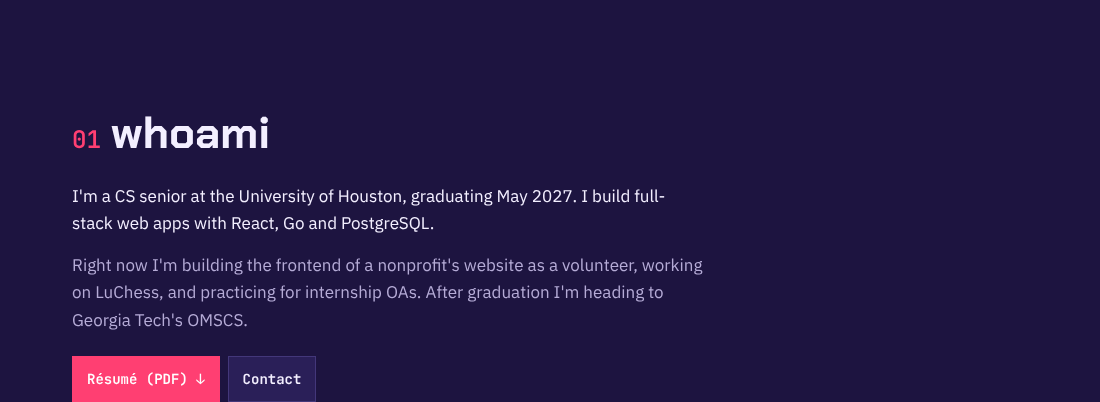 01 whoami
I'm a CS senior at the University of Houston, graduating May 2027. I build full-
stack web apps with React, Go and PostgreSQL.
Right now I'm building the frontend of a nonprofit's website as a volunteer, working
on LuChess, and practicing for internship OAs. After graduation I'm heading to
Georgia Tech's OMSCS.
Résumé (PDF) ↓ Contact